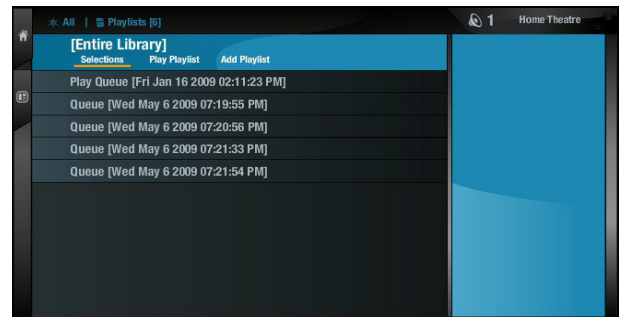 All | Playlists [6] 1 Home Theatre
[Entire Library]
Selections Play Playlist Add Playlist
Play Queue [Fri Jan 16 2009 02:11:23 PM]
Queue [Wed May 6 2009 07:19:55 PM]
Queue [Wed May 6 2009 07:20:56 PM]
Queue [Wed May 6 2009 07:21:33 PM]
Queue [Wed May 6 2009 07:21:54 PM]